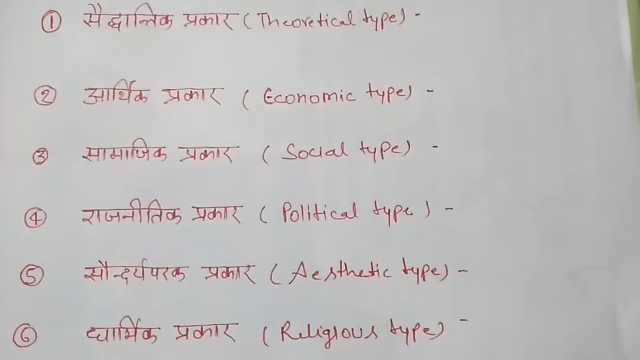 ① सैद्धान्तिक प्रकार (Theoretical type) -
② आर्थिक प्रकार (Economic type) -
③ सामाजिक प्रकार (Social type) -
④ राजनीतिक प्रकार (Political type) -
⑤ सौन्दर्यपरक प्रकार (Aesthetic type) -
⑥ धार्मिक प्रकार (Religious type) -